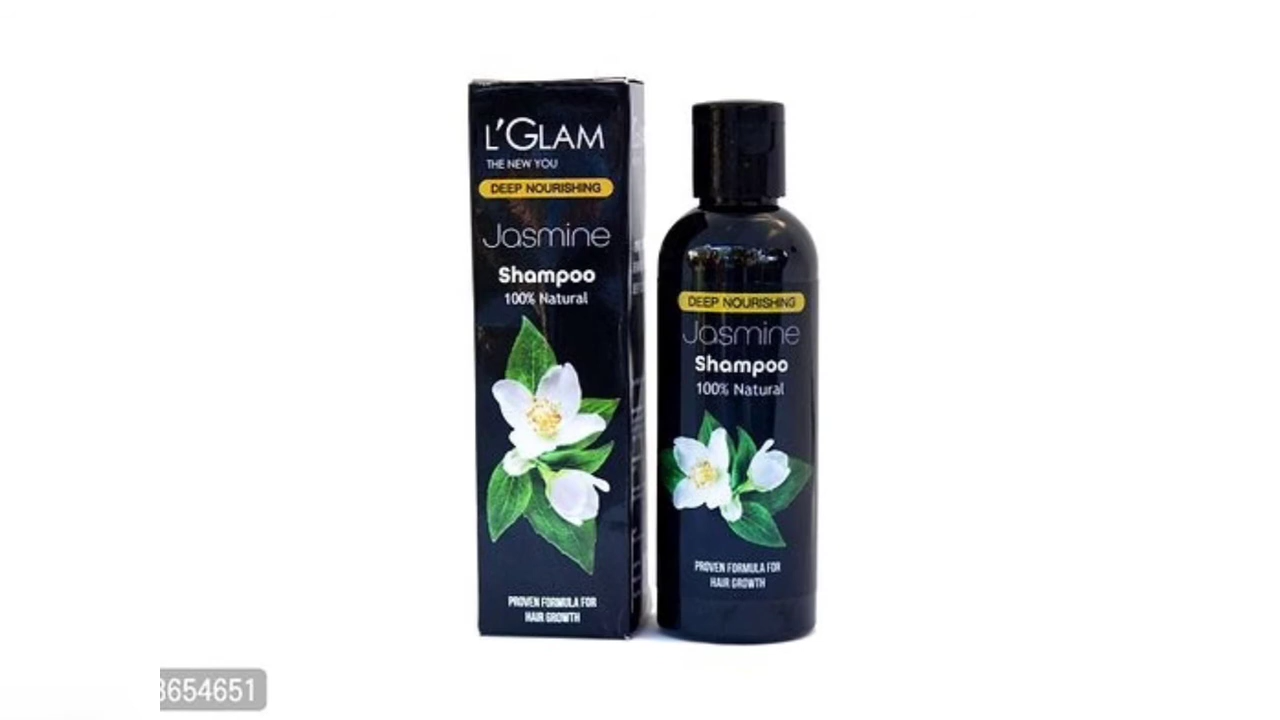 L'GLAM
THE NEW YOU
DEEP NOURISHING
Jasmine
Shampoo
100% Natural
PROVEN FORMULA FOR
HAIR GROWTH
DEEP NOURISHING
Jasmine
Shampoo
100% Natural
PROVEN FORMULA FOR
HAIR GROWTH
3654651